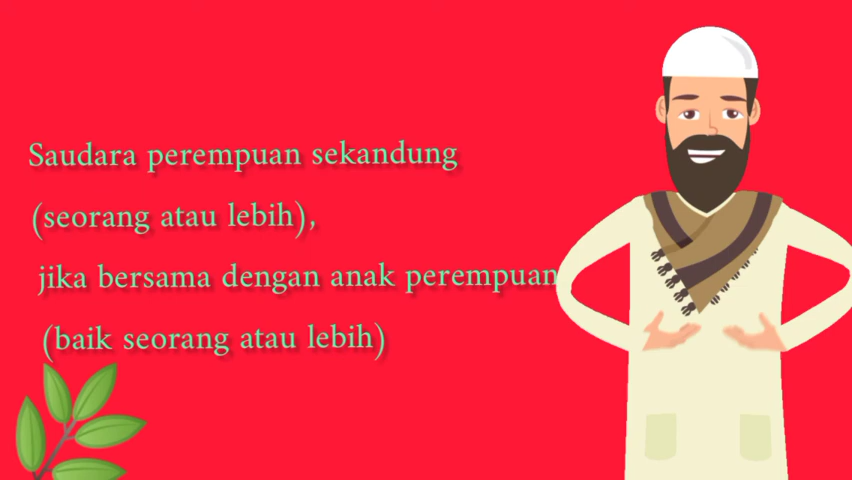 Saudara perempuan sekandung
(seorang atau lebih),
jika bersama dengan anak perempuan
(baik seorang atau lebih)